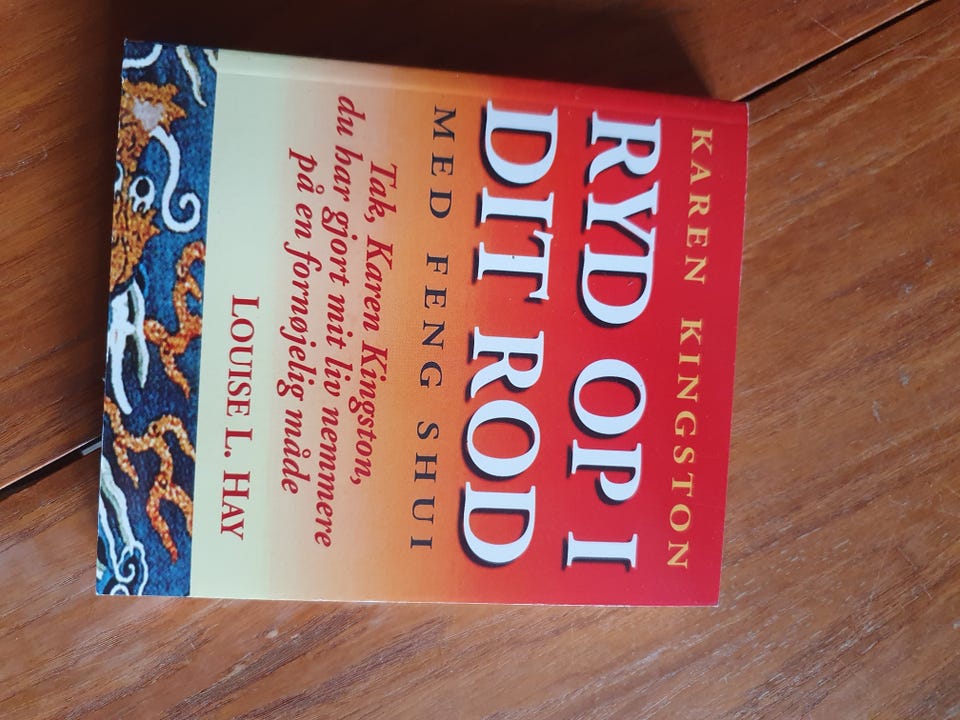 KAREN KINGSTON
RYD OP I
DIT ROD
MED FENG SHUI
Tak, Karen Kingston,
du har gjort mit liv nemmere
på en fornøjelig måde
LOUISE L. HAY